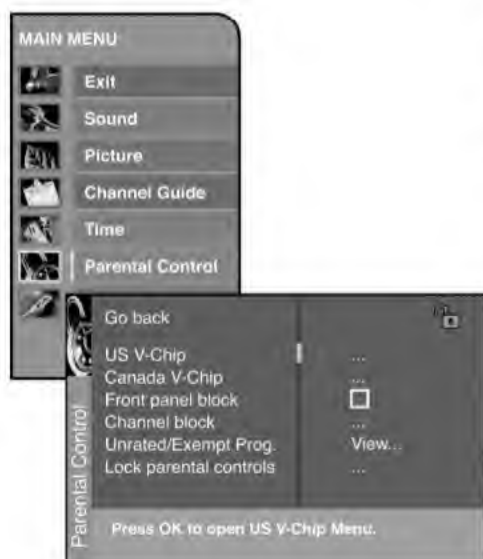 MAIN MENU
Exit
Sound
Picture
Channel Guide
Time
Parental Control
Go back
US V-Chip ...
Canada V-Chip ...
Front panel block
Channel block ...
Unrated/Exempt Prog. View...
Lock parental controls ...
Parental Control
Press OK to open US V-Chip Menu.